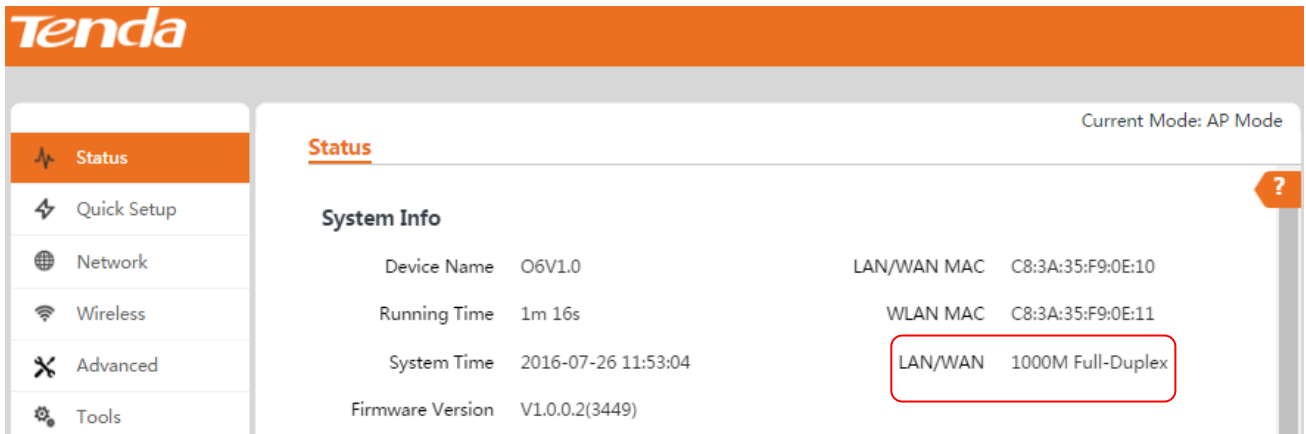 Tenda
Current Mode: AP Mode
Status
Quick Setup
Network
Wireless
Advanced
Tools
Status
?
System Info
Device Name O6V1.0 LAN/WAN MAC C8:3A:35:F9:0E:10
Running Time 1m 16s WLAN MAC C8:3A:35:F9:0E:11
System Time 2016-07-26 11:53:04 LAN/WAN 1000M Full-Duplex
Firmware Version V1.0.0.2(3449)